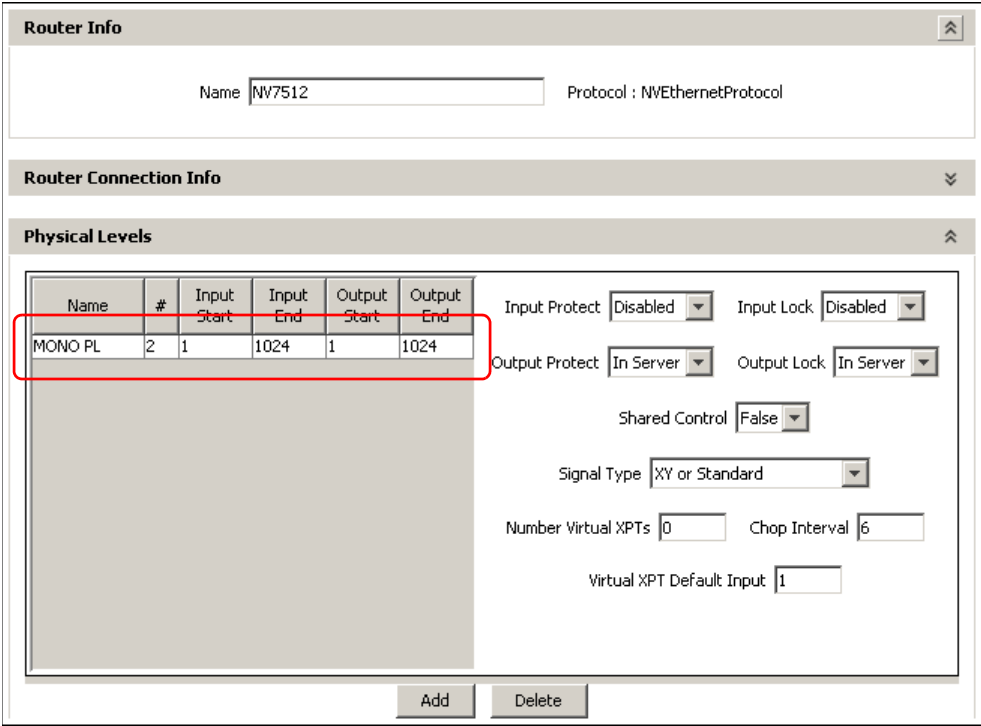 Router Info
Name NV7512 Protocol : NVEthernetProtocol
Router Connection Info
Physical Levels
Name # Input Start Input End Output Start Output End
MONO PL 2 1 1024 1 1024
Input Protect Disabled Input Lock Disabled
Output Protect In Server Output Lock In Server
Shared Control False
Signal Type XY or Standard
Number Virtual XPTs 0 Chop Interval 6
Virtual XPT Default Input 1
Add Delete